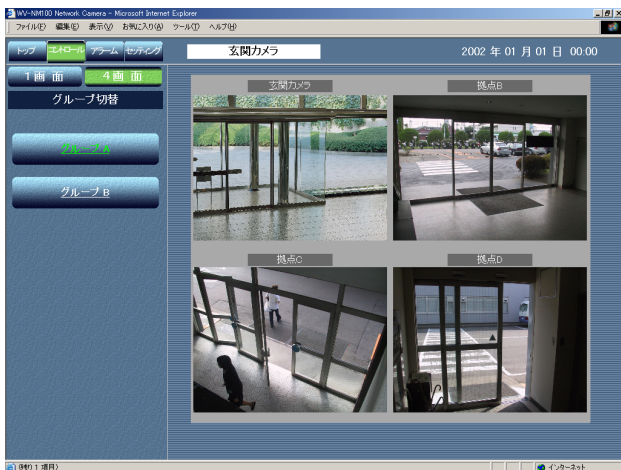 WV-NM100 Network Camera - Microsoft Internet Explorer
ファイル(F) 編集(E) 表示(V) お気に入り(A) ツール(T) ヘルプ(H)
トップ コントロール アラーム セッティング
玄関カメラ
2002 年 01 月 01 日 00:00
1 画 面 4 画 面
グループ切替
グループ A
グループ B
玄関カメラ
拠点B
拠点C
拠点D
(残り 1 項目)
インターネット